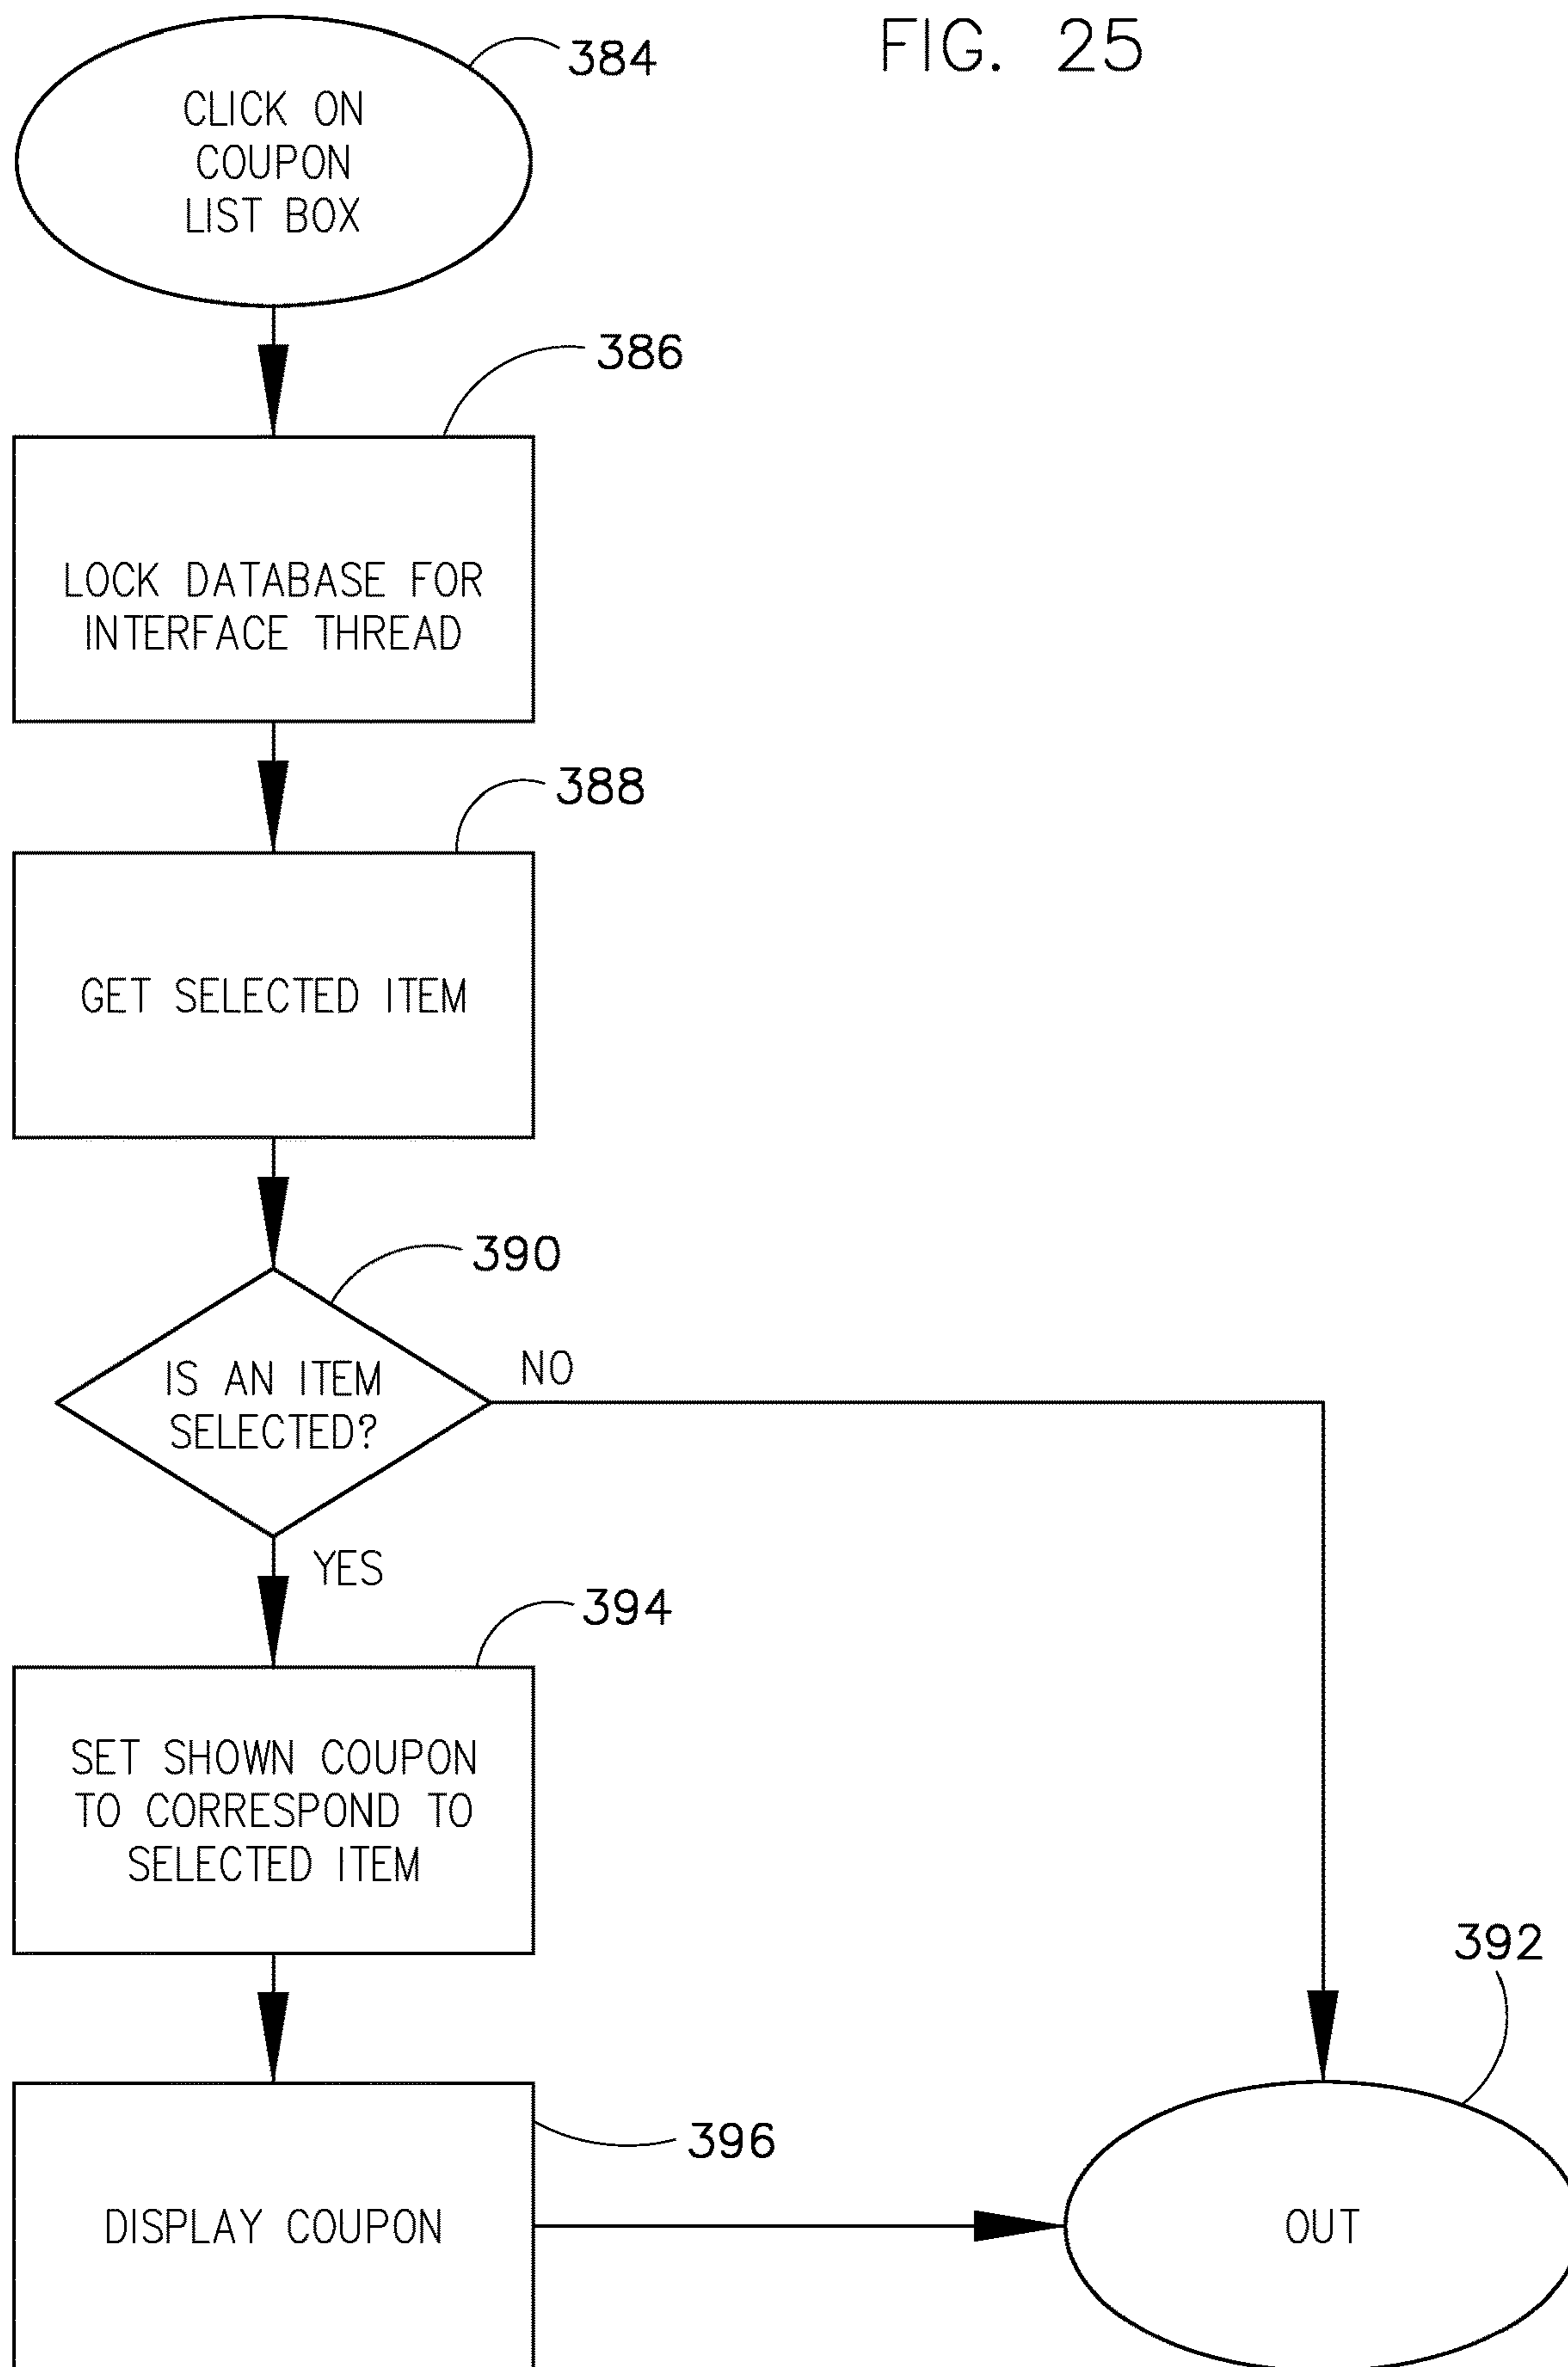 FIG. 25
384
CLICK ON
COUPON
LIST BOX
386
LOCK DATABASE FOR
INTERFACE THREAD
388
GET SELECTED ITEM
390
IS AN ITEM
SELECTED?
NO
YES
394
SET SHOWN COUPON
TO CORRESPOND TO
SELECTED ITEM
392
396
DISPLAY COUPON
OUT